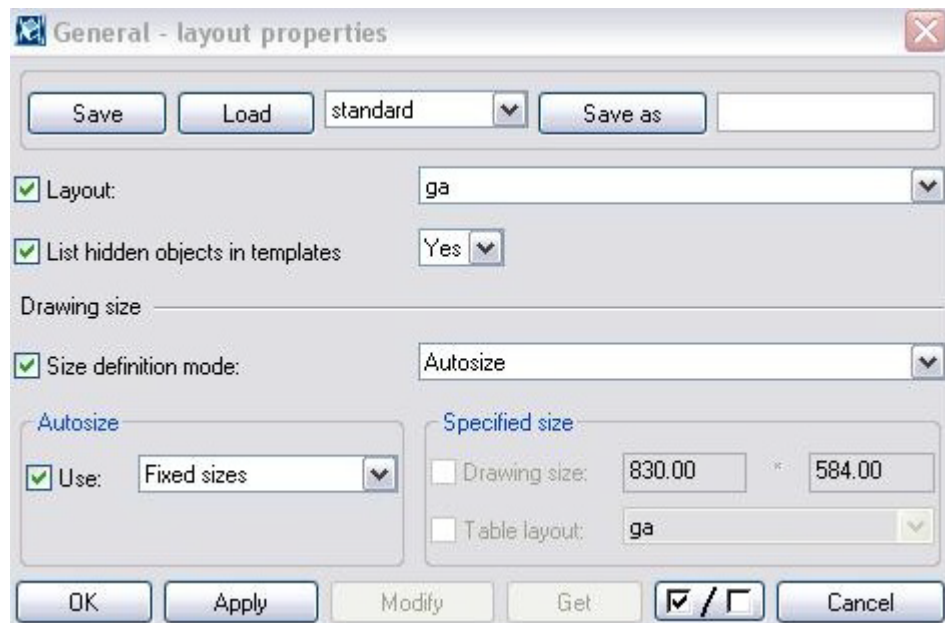 General - layout properties
Save Load standard Save as
Layout: ga
List hidden objects in templates Yes
Drawing size
Size definition mode: Autosize
Autosize Specified size
Use: Fixed sizes Drawing size: 830.00 * 584.00
Table layout: ga
OK Apply Modify Get / Cancel